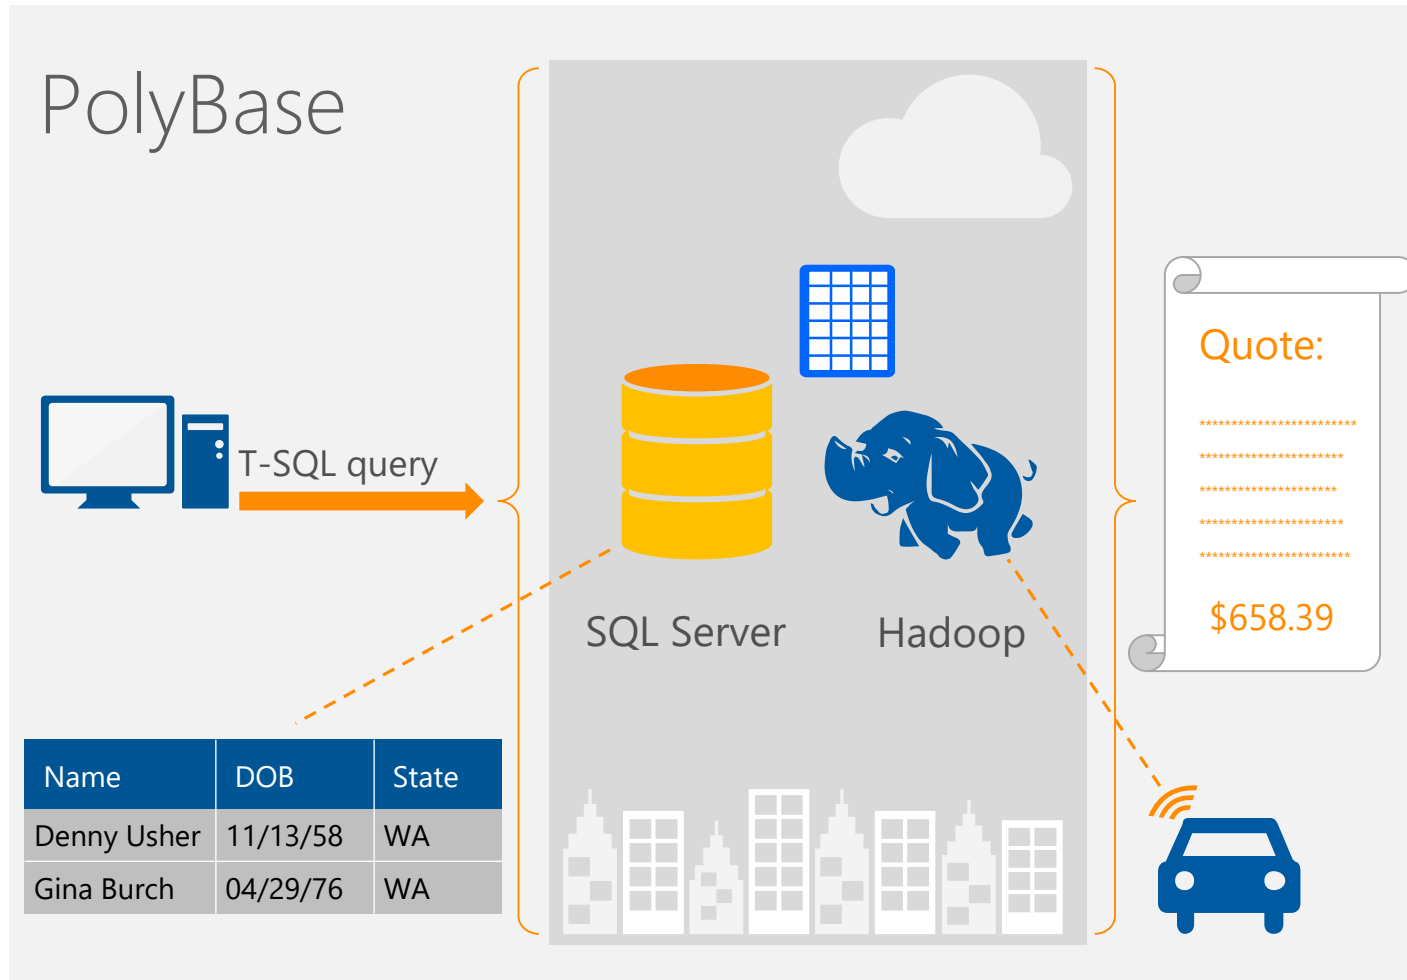 PolyBase
T-SQL query
SQL Server
Hadoop
Quote:
*************************
***********************
**********************
***********************
************************
$658.39
Name DOB State
Denny Usher 11/13/58 WA
Gina Burch 04/29/76 WA